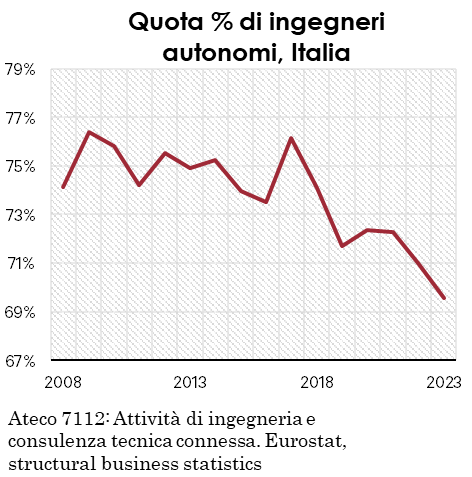 Quota % di ingegneri
autonomi, Italia
79%
77%
75%
73%
71%
69%
67%
2008 2013 2018 2023
Ateco 7112: Attività di ingegneria e
consulenza tecnica connessa. Eurostat,
structural business statistics